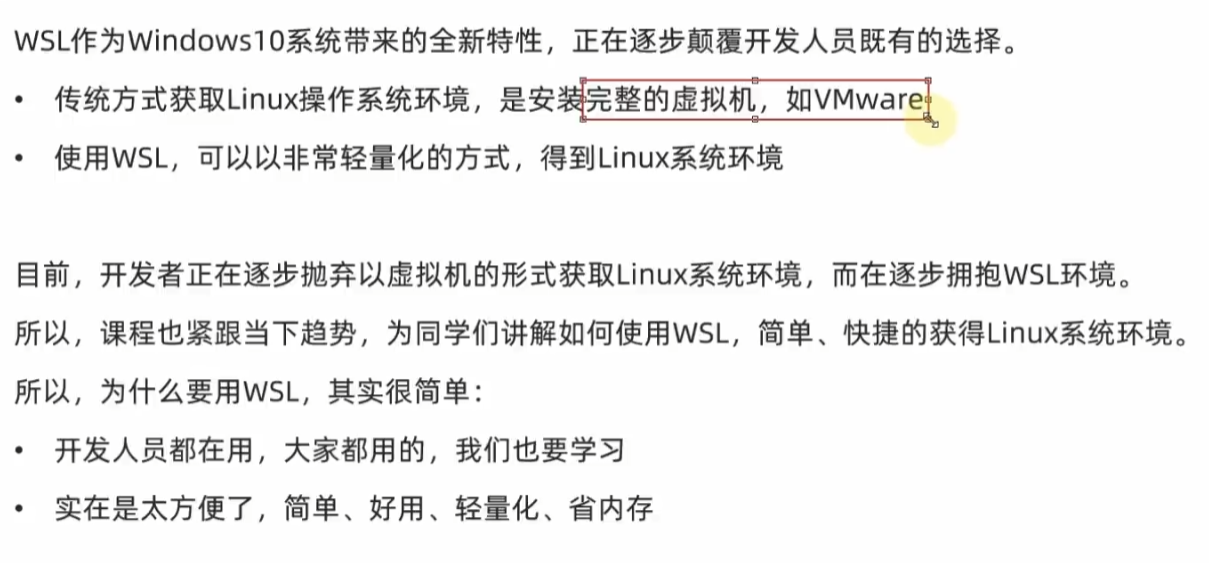 WSL作为Windows10系统带来的全新特性，正在逐步颠覆开发人员既有的选择。
• 传统方式获取Linux操作系统环境，是安装完整的虚拟机，如VMware
• 使用WSL，可以以非常轻量化的方式，得到Linux系统环境
目前，开发者正在逐步抛弃以虚拟机的形式获取Linux系统环境，而在逐步拥抱WSL环境。
所以，课程也紧跟当下趋势，为同学们讲解如何使用WSL，简单、快捷的获得Linux系统环境。
所以，为什么要用WSL，其实很简单：
• 开发人员都在用，大家都用的，我们也要学习
• 实在是太方便了，简单、好用、轻量化、省内存